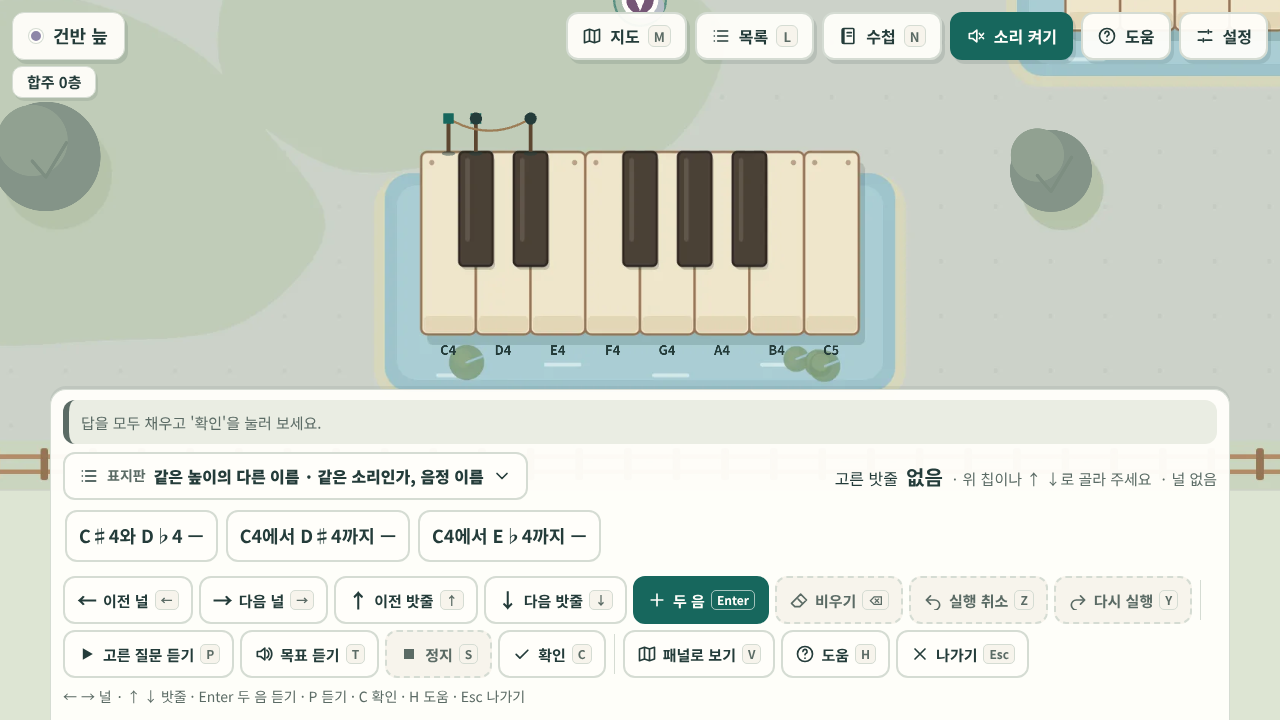 건반 늪
지도 M
목록 L
수첩 N
소리 켜기
도움
설정
합주 0층
C4 D4 E4 F4 G4 A4 B4 C5
답을 모두 채우고 '확인'을 눌러 보세요.
표지판 같은 높이의 다른 이름 · 같은 소리인가, 음정 이름
고른 밧줄 없음 · 위 칩이나 ↑ ↓로 골라 주세요 · 널 없음
C♯4와 D♭4 —
C4에서 D♯4까지 —
C4에서 E♭4까지 —
← 이전 널 ←
→ 다음 널 →
↑ 이전 밧줄 ↑
↓ 다음 밧줄 ↓
+ 두 음 Enter
비우기 ⌫
실행 취소 Z
다시 실행 Y
고른 질문 듣기 P
목표 듣기 T
정지 S
확인 C
패널로 보기 V
도움 H
나가기 Esc
← → 널 · ↑ ↓ 밧줄 · Enter 두 음 듣기 · P 듣기 · C 확인 · H 도움 · Esc 나가기